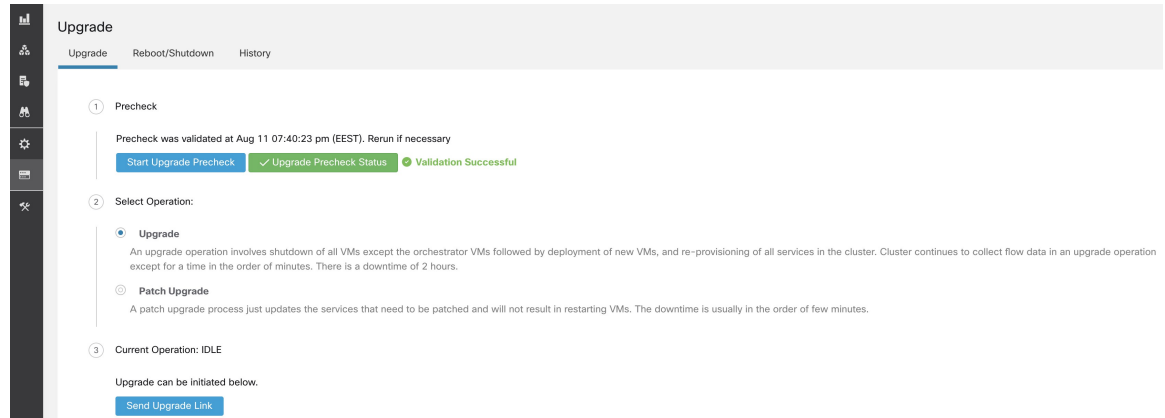 Upgrade
Upgrade Reboot/Shutdown History
1 Precheck
Precheck was validated at Aug 11 07:40:23 pm (EEST). Rerun if necessary
Start Upgrade Precheck Upgrade Precheck Status Validation Successful
2 Select Operation:
Upgrade
An upgrade operation involves shutdown of all VMs except the orchestrator VMs followed by deployment of new VMs, and re-provisioning of all services in the cluster. Cluster continues to collect flow data in an upgrade operation
except for a time in the order of minutes. There is a downtime of 2 hours.
Patch Upgrade
A patch upgrade process just updates the services that need to be patched and will not result in restarting VMs. The downtime is usually in the order of few minutes.
3 Current Operation: IDLE
Upgrade can be initiated below.
Send Upgrade Link